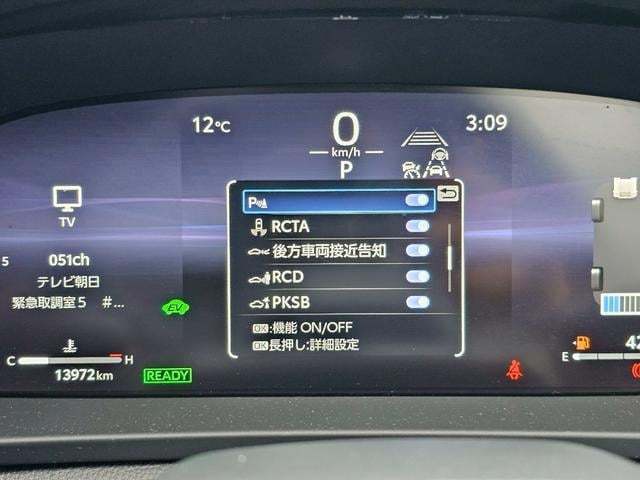 12℃
0
km/h
P
3:09
TV
5
051ch
テレビ朝日
緊急取調室5 #...
EV
C
H
13972 km
READY
P
RCTA
後方車両接近告知
RCD
PKSB
OK:機能 ON/OFF
OK長押し:詳細設定
E
42